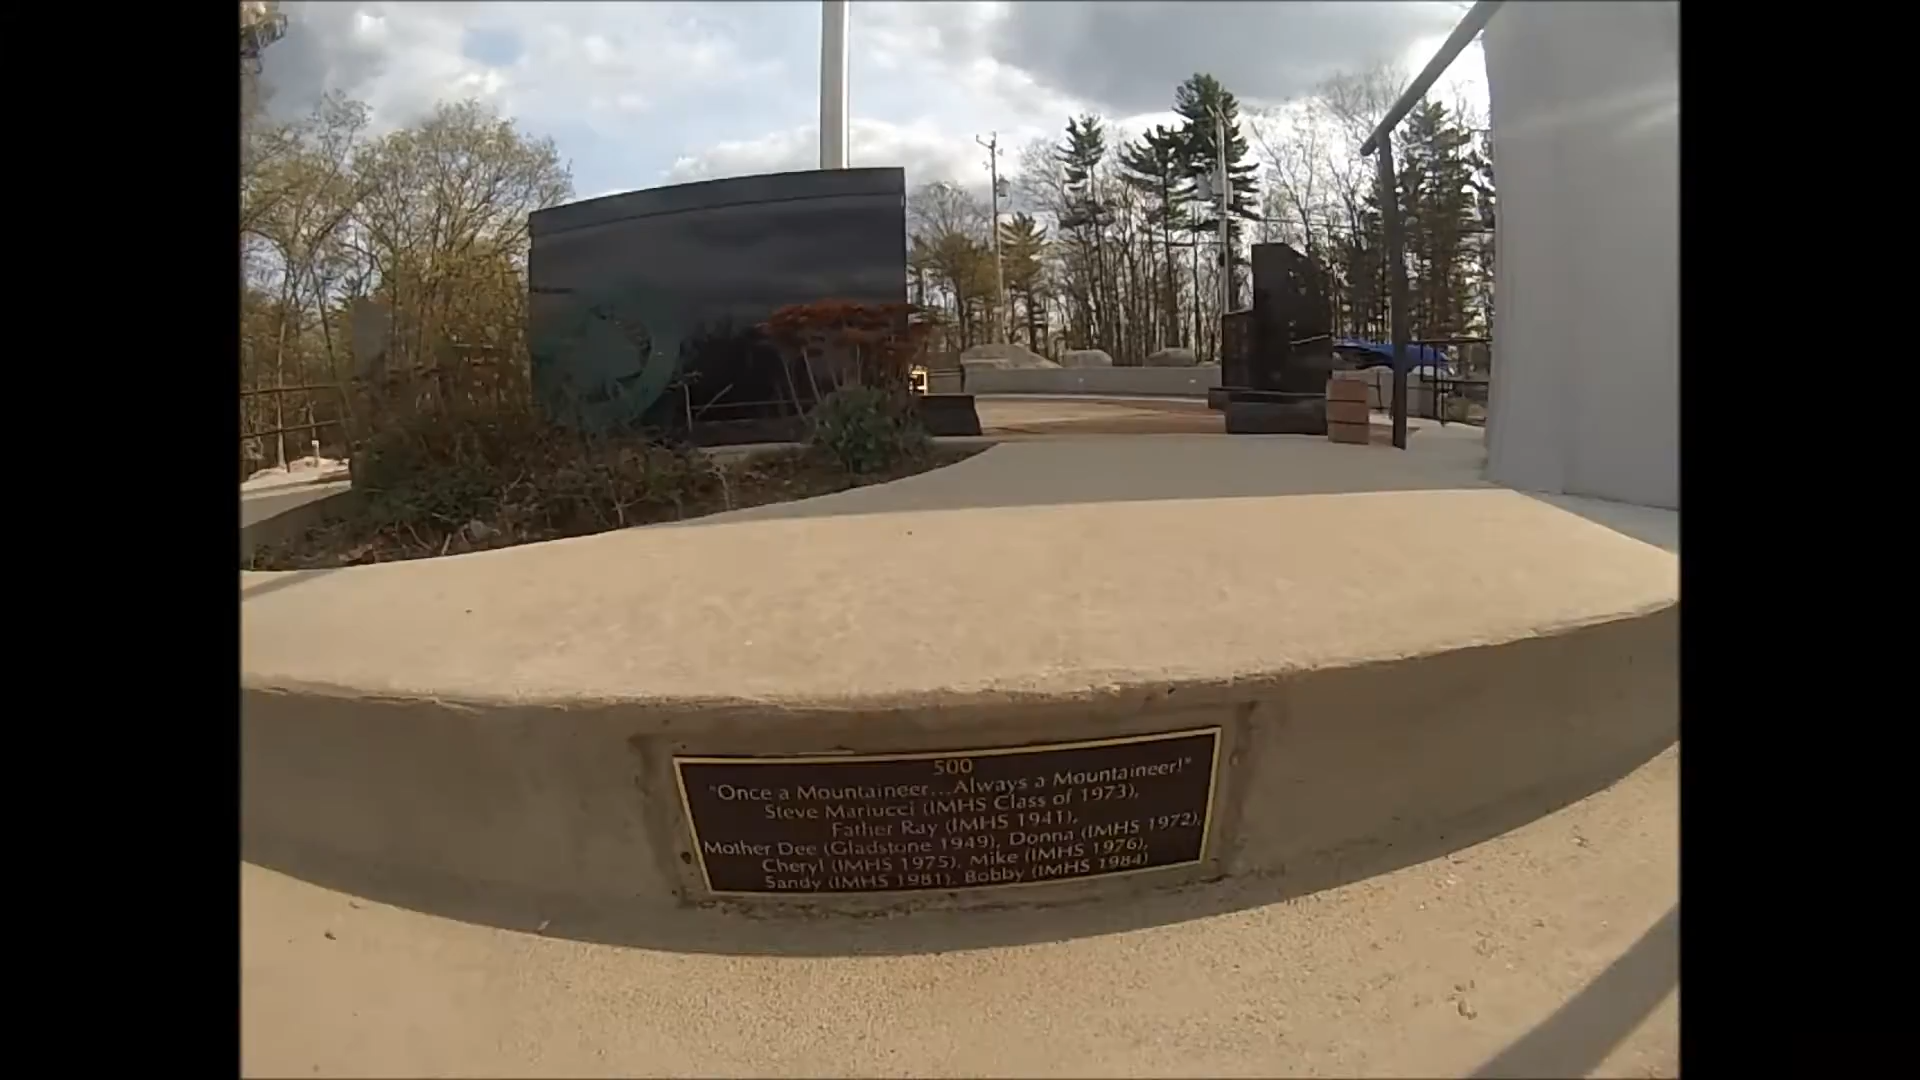 500
"Once a Mountaineer...Always a Mountaineer!"
Steve Mariucci (IMHS Class of 1973),
Father Ray (IMHS 1941),
Mother Dee (Gladstone 1949), Donna (IMHS 1972),
Cheryl (IMHS 1975), Mike (IMHS 1976),
Sandy (IMHS 1981), Bobby (IMHS 1984)